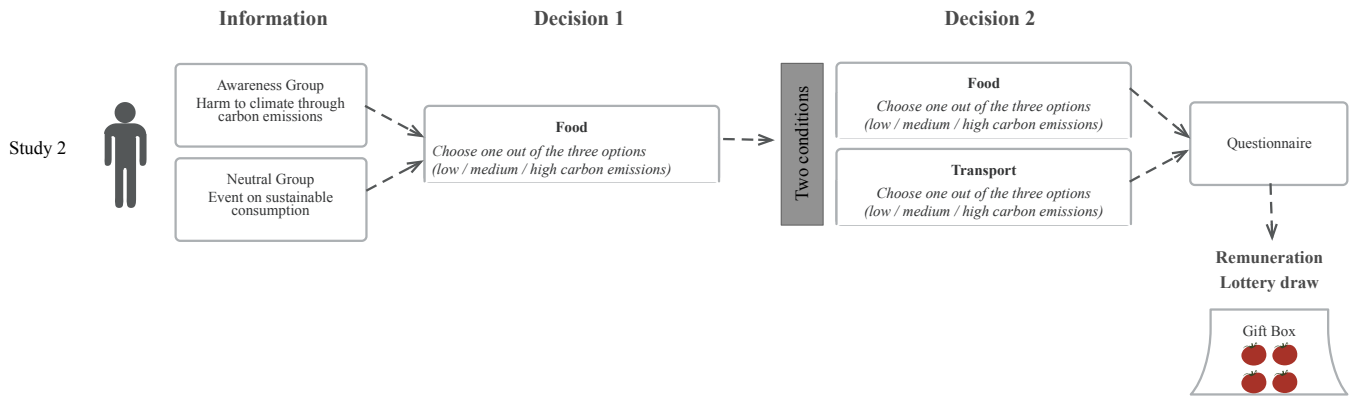 Information
Decision 1
Decision 2
Study 2
Awareness Group
Harm to climate through
carbon emissions
Neutral Group
Event on sustainable
consumption
Food
Choose one out of the three options
(low / medium / high carbon emissions)
Two conditions
Food
Choose one out of the three options
(low / medium / high carbon emissions)
Transport
Choose one out of the three options
(low / medium / high carbon emissions)
Questionnaire
Remuneration
Lottery draw
Gift Box